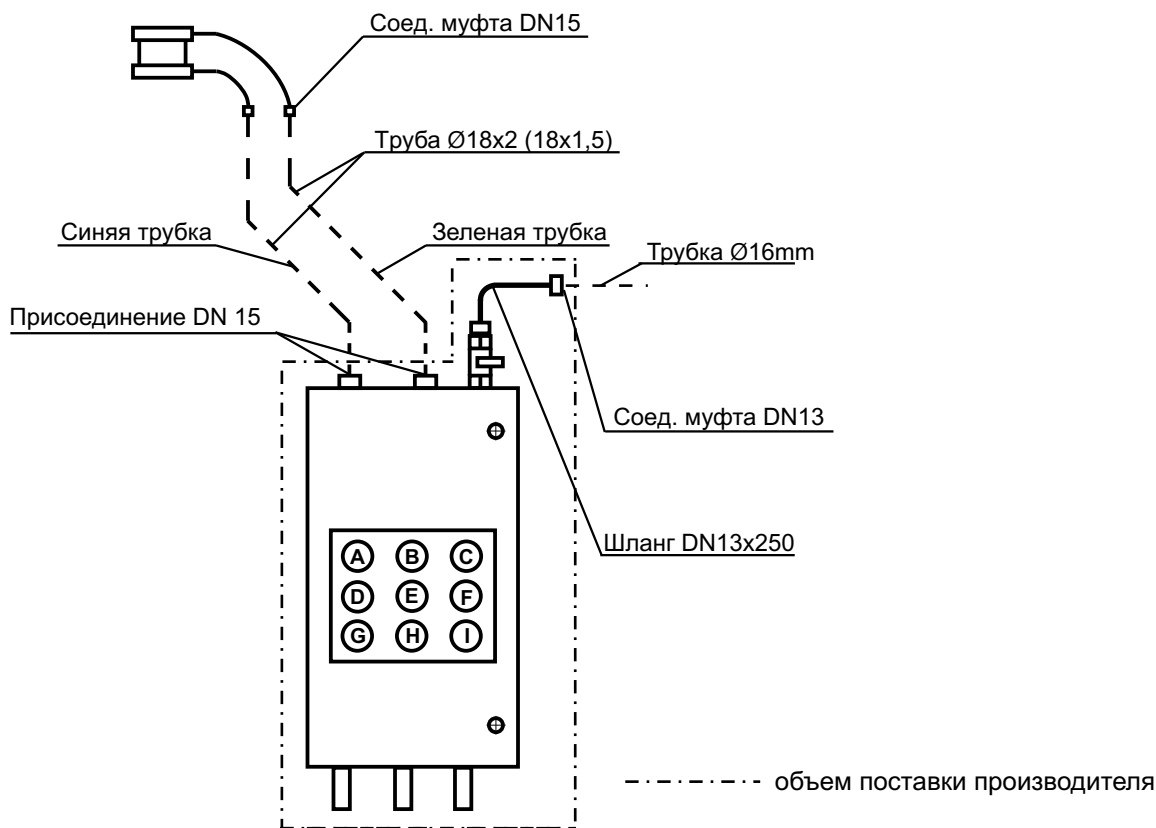 Соед. муфта DN15
Труба Ø18x2 (18x1,5)
Синяя трубка
Зеленая трубка
Трубка Ø16mm
Присоединение DN 15
Соед. муфта DN13
Шланг DN13x250
A B C
D E F
G H I
объем поставки производителя